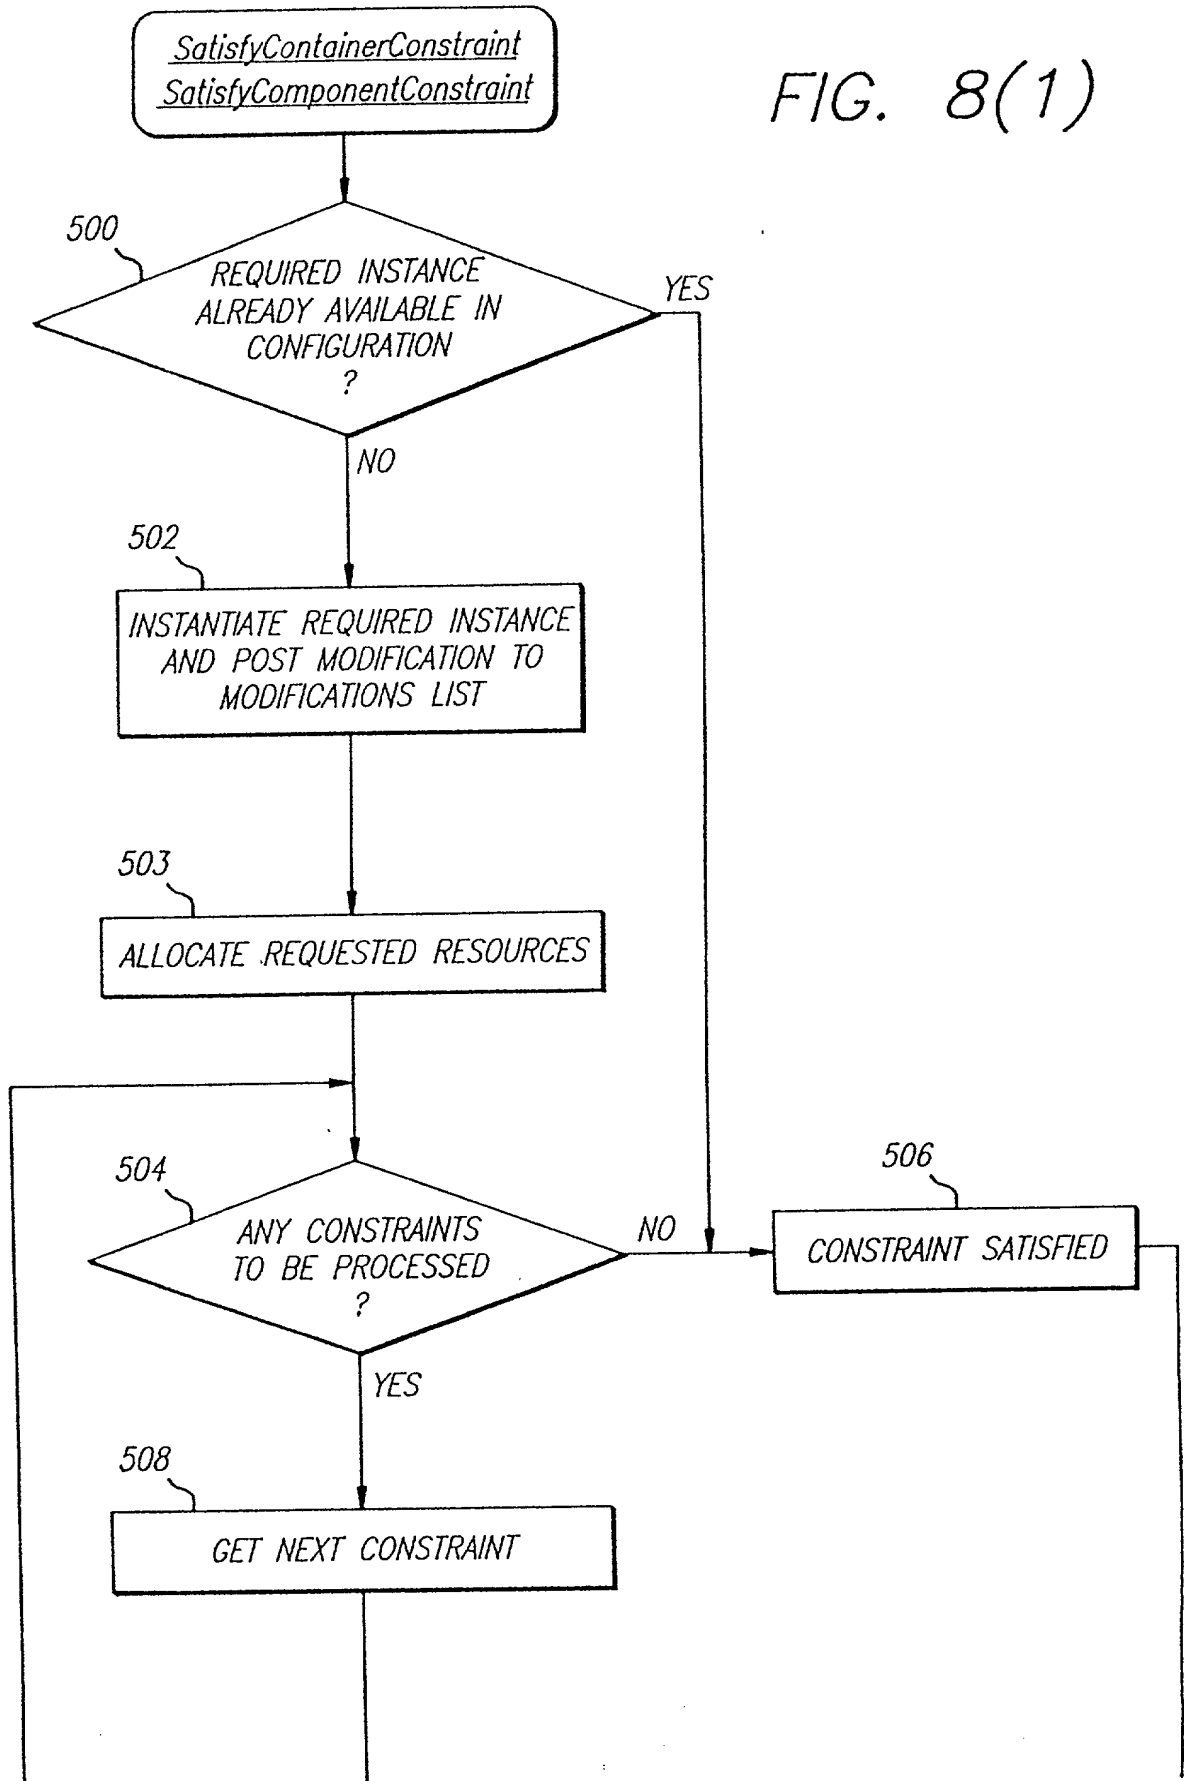 SatisfyContainerConstraint
SatisfyComponentConstraint
FIG. 8(1)
500
REQUIRED INSTANCE
ALREADY AVAILABLE IN
CONFIGURATION
?
YES
NO
502
INSTANTIATE REQUIRED INSTANCE
AND POST MODIFICATION TO
MODIFICATIONS LIST
503
ALLOCATE REQUESTED RESOURCES
504
ANY CONSTRAINTS
TO BE PROCESSED
?
NO
506
CONSTRAINT SATISFIED
YES
508
GET NEXT CONSTRAINT